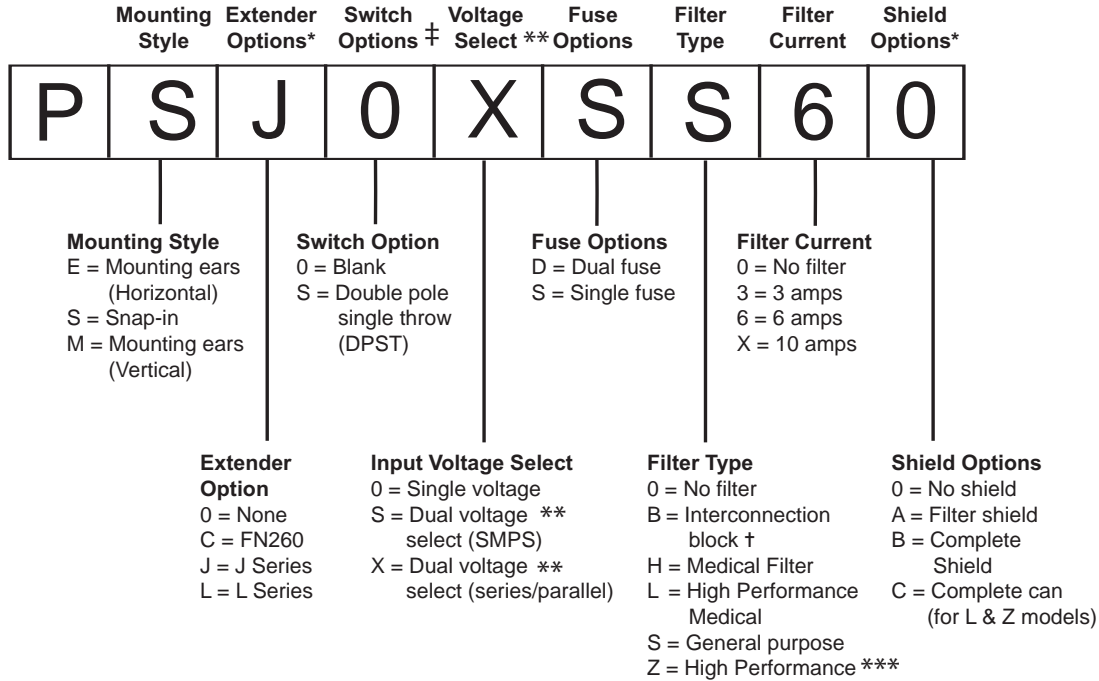 Mounting Style
Extender Options*
Switch Options ‡
Voltage Select **
Fuse Options
Filter Type
Filter Current
Shield Options*
P S J 0 X S S 6 0
Mounting Style
E = Mounting ears
(Horizontal)
S = Snap-in
M = Mounting ears
(Vertical)
Switch Option
0 = Blank
S = Double pole
single throw
(DPST)
Fuse Options
D = Dual fuse
S = Single fuse
Filter Current
0 = No filter
3 = 3 amps
6 = 6 amps
X = 10 amps
Extender
Option
0 = None
C = FN260
J = J Series
L = L Series
Input Voltage Select
0 = Single voltage
S = Dual voltage **
select (SMPS)
X = Dual voltage **
select (series/parallel)
Filter Type
0 = No filter
B = Interconnection
block †
H = Medical Filter
L = High Performance
Medical
S = General purpose
Z = High Performance ***
Shield Options
0 = No shield
A = Filter shield
B = Complete
Shield
C = Complete can
(for L & Z models)